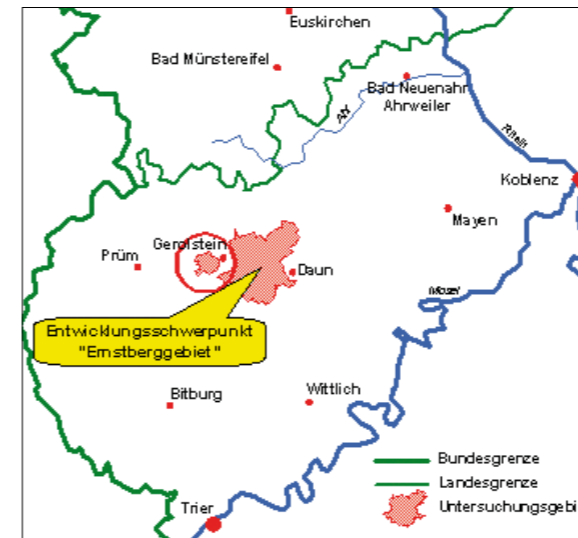 Euskirchen
Bad Münstereifel
Bad Neuenahr
Ahrweiler
Ahr
Rhein
Koblenz
Mayen
Gerolstein
Prüm
Daun
Mosel
Entwicklungsschwerpunkt
"Ernstberggebiet"
Bitburg
Wittlich
Trier
Bundesgrenze
Landesgrenze
Untersuchungsgebi